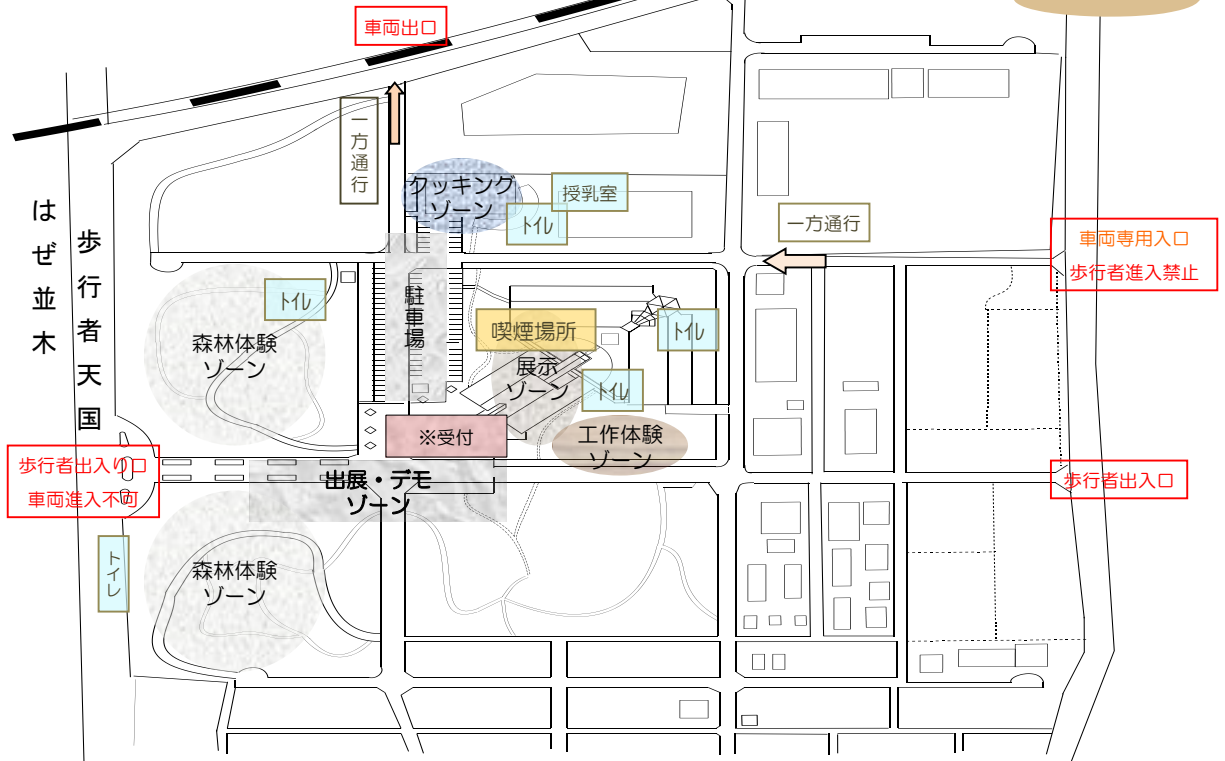 車両出口
一方通行
クッキング
ゾーン
授乳室
トイレ
一方通行
車両専用入口
歩行者進入禁止
はぜ並木
歩行者天国
トイレ
駐車場
森林体験
ゾーン
喫煙場所
トイレ
展示
ゾーン
トイレ
※受付
工作体験
ゾーン
歩行者出入り口
車両進入不可
出展・デモ
ゾーン
歩行者出入口
トイレ
森林体験
ゾーン